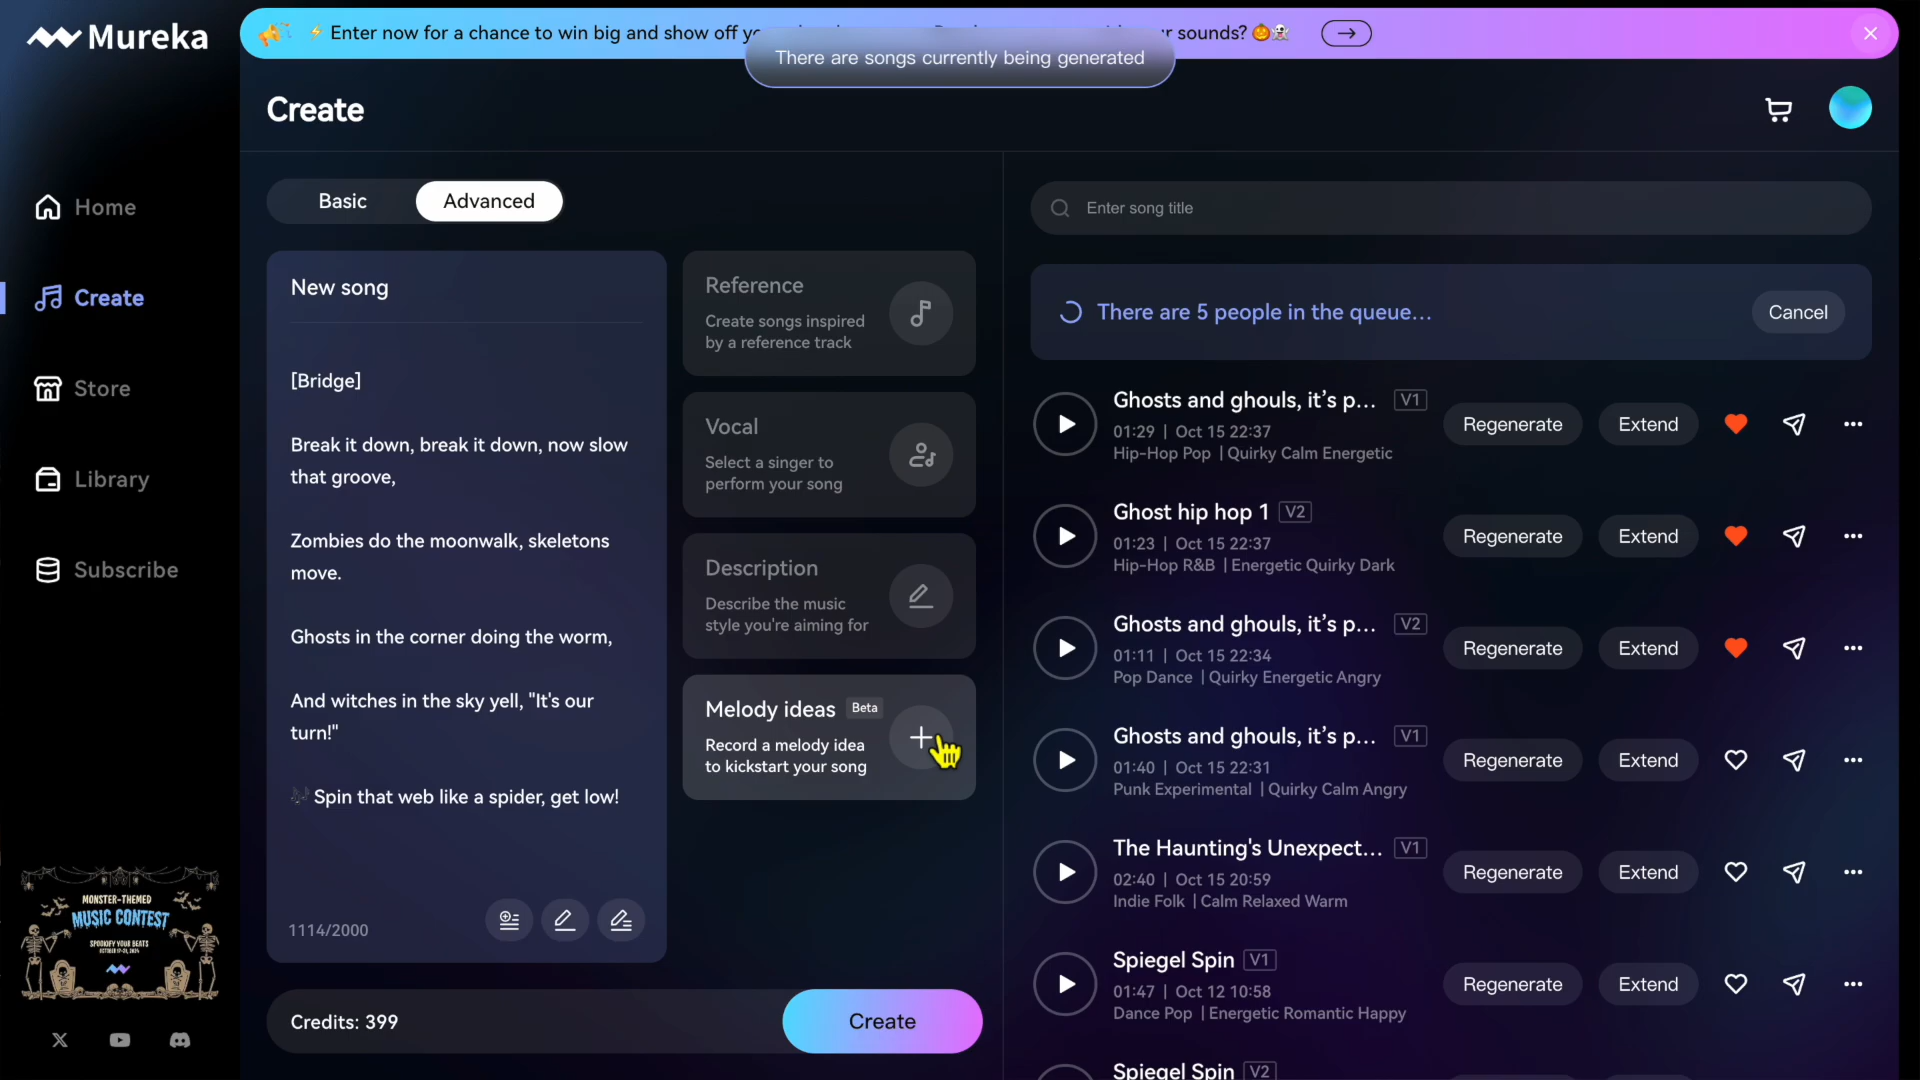 Mureka
Enter now for a chance to win big and show off
sounds?
There are songs currently being generated
Create
Home
Create
Store
Library
Subscribe
MONSTER-THEMED
MUSIC CONTEST
SPOOKIFY YOUR BEATS
Basic
Advanced
New song
[Bridge]
Break it down, break it down, now slow
that groove,
Zombies do the moonwalk, skeletons
move.
Ghosts in the corner doing the worm,
And witches in the sky yell, "It's our
turn!"
Spin that web like a spider, get low!
1114/2000
Reference
Create songs inspired
by a reference track
Vocal
Select a singer to
perform your song
Description
Describe the music
style you're aiming for
Melody ideas Beta
Record a melody idea
to kickstart your song
Credits: 399
Create
Enter song title
There are 5 people in the queue...
Cancel
Ghosts and ghouls, it’s p... V1
01:29 | Oct 15 22:37
Hip-Hop Pop | Quirky Calm Energetic
Regenerate
Extend
Ghost hip hop 1 V2
01:23 | Oct 15 22:37
Hip-Hop R&B | Energetic Quirky Dark
Regenerate
Extend
Ghosts and ghouls, it’s p... V2
01:11 | Oct 15 22:34
Pop Dance | Quirky Energetic Angry
Regenerate
Extend
Ghosts and ghouls, it’s p... V1
01:40 | Oct 15 22:31
Punk Experimental | Quirky Calm Angry
Regenerate
Extend
The Haunting's Unexpect... V1
02:40 | Oct 15 20:59
Indie Folk | Calm Relaxed Warm
Regenerate
Extend
Spiegel Spin V1
01:47 | Oct 12 10:58
Dance Pop | Energetic Romantic Happy
Regenerate
Extend
Spiegel Spin V2